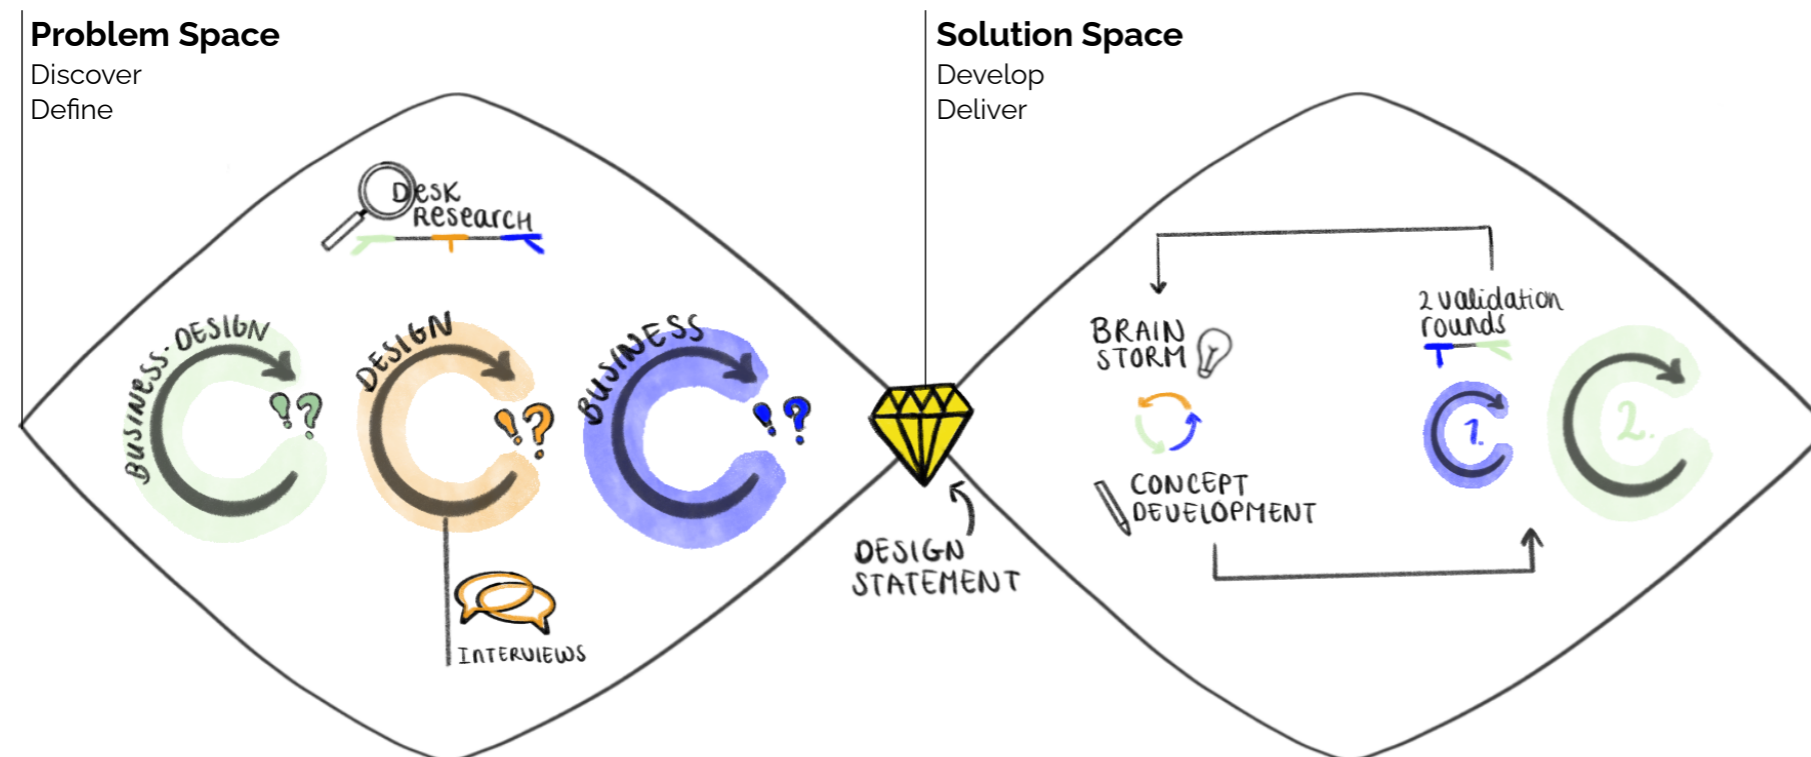 Problem Space
Discover
Define
Solution Space
Develop
Deliver
Desk
Research
BUSINESS-DESIGN
!?
DESIGN
!?
BUSINESS
!?
INTERVIEWS
DESIGN
STATEMENT
BRAIN
STORM
CONCEPT
DEVELOPMENT
2 validation
rounds
1.
2.